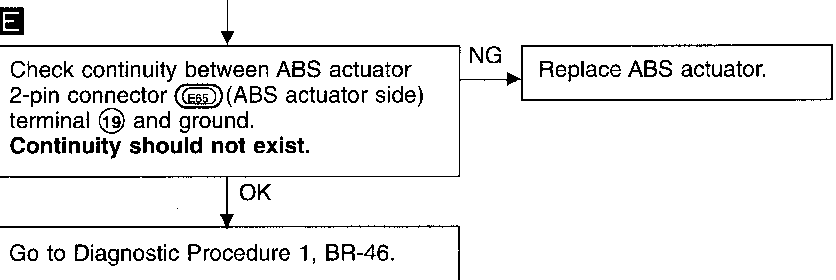 E
Check continuity between ABS actuator
2-pin connector (E65) (ABS actuator side)
terminal 19 and ground.
Continuity should not exist.
NG
Replace ABS actuator.
OK
Go to Diagnostic Procedure 1, BR-46.